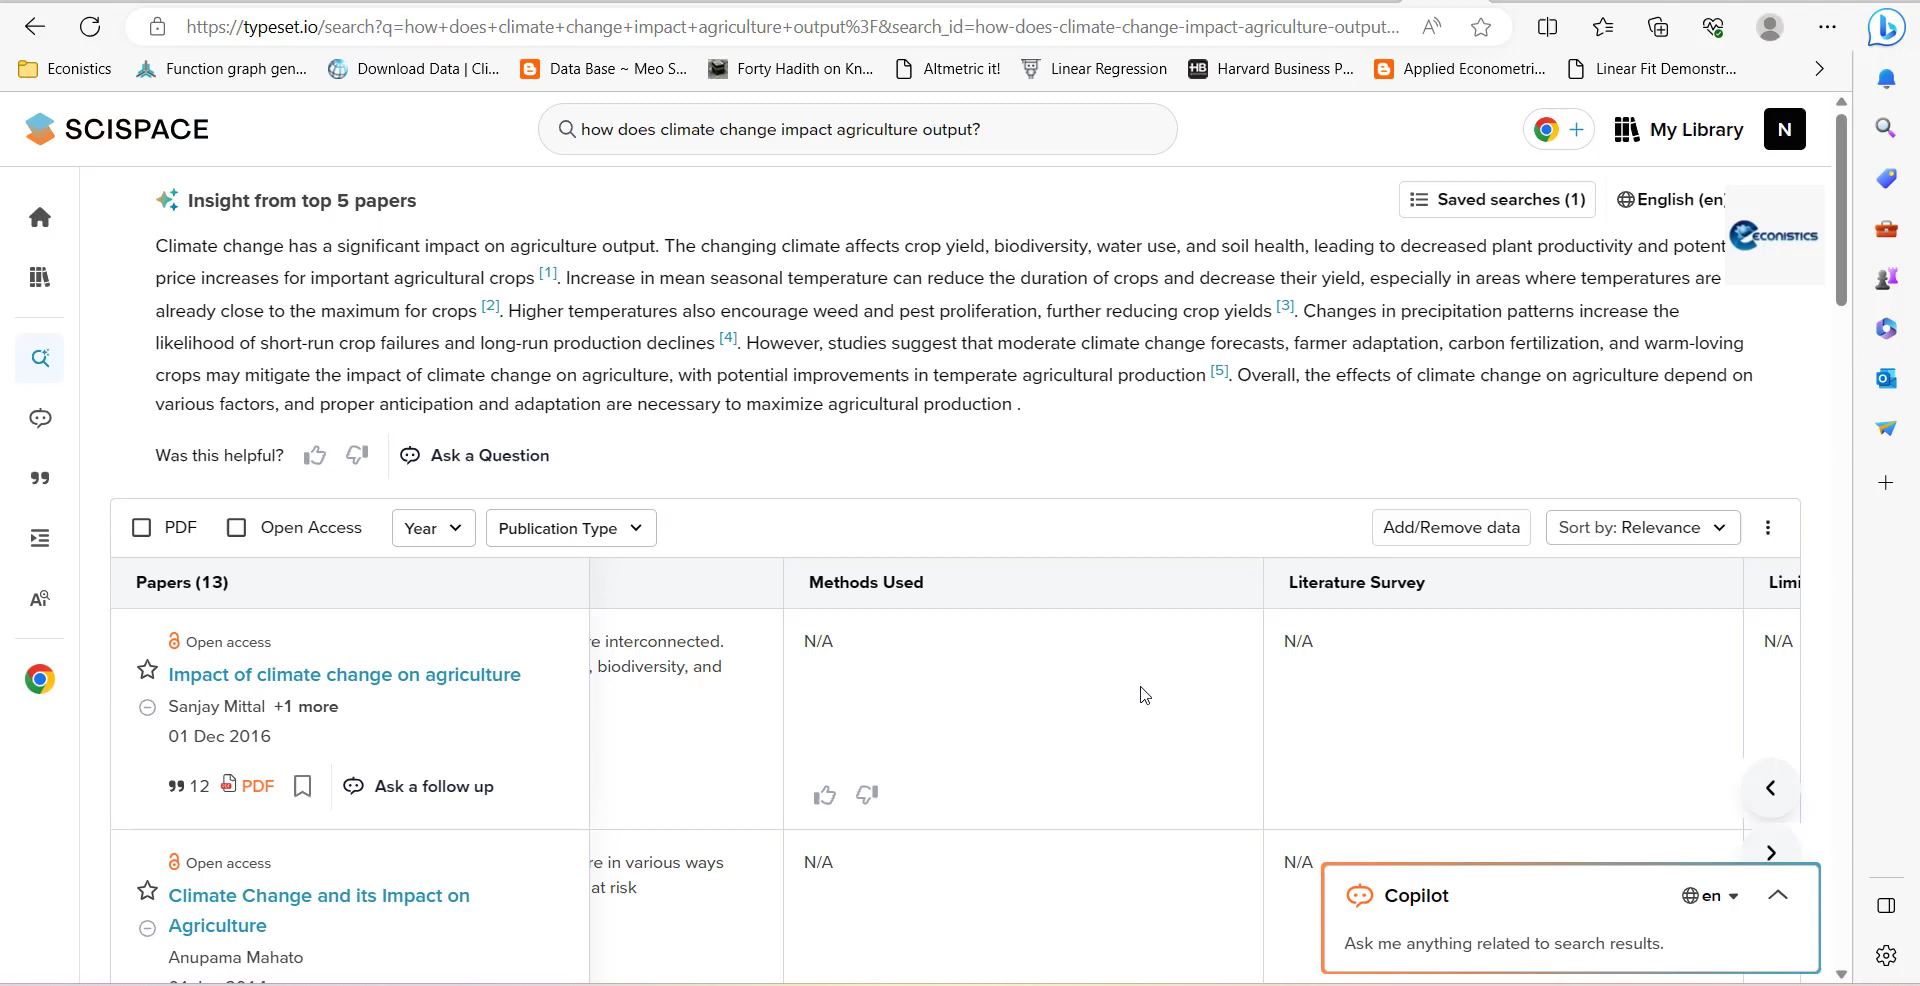 https://typeset.io/search?q=how+does+climate+change+impact+agriculture+output%3F&search_id=how-does-climate-change-impact-agriculture-output...
Econistics
Function graph gen...
Download Data | Cli...
Data Base ~ Meo S...
Forty Hadith on Kn...
Altmetric it!
Linear Regression
HB
Harvard Business P...
Applied Econometri...
Linear Fit Demonstr...
SCISPACE
how does climate change impact agriculture output?
My Library
N
Insight from top 5 papers
Saved searches (1)
English (en)
ECONISTICS
Climate change has a significant impact on agriculture output. The changing climate affects crop yield, biodiversity, water use, and soil health, leading to decreased plant productivity and potent
price increases for important agricultural crops [1]. Increase in mean seasonal temperature can reduce the duration of crops and decrease their yield, especially in areas where temperatures are
already close to the maximum for crops [2]. Higher temperatures also encourage weed and pest proliferation, further reducing crop yields [3]. Changes in precipitation patterns increase the
likelihood of short-run crop failures and long-run production declines [4]. However, studies suggest that moderate climate change forecasts, farmer adaptation, carbon fertilization, and warm-loving
crops may mitigate the impact of climate change on agriculture, with potential improvements in temperate agricultural production [5]. Overall, the effects of climate change on agriculture depend on
various factors, and proper anticipation and adaptation are necessary to maximize agricultural production .
Was this helpful?
Ask a Question
PDF
Open Access
Year
Publication Type
Add/Remove data
Sort by: Relevance
Papers (13)
Methods Used
Literature Survey
Limi
Open access
Impact of climate change on agriculture
Sanjay Mittal +1 more
01 Dec 2016
12
PDF
Ask a follow up
e interconnected.
, biodiversity, and
N/A
N/A
N/A
Open access
Climate Change and its Impact on
Agriculture
Anupama Mahato
re in various ways
at risk
N/A
N/A
Copilot
en
Ask me anything related to search results.